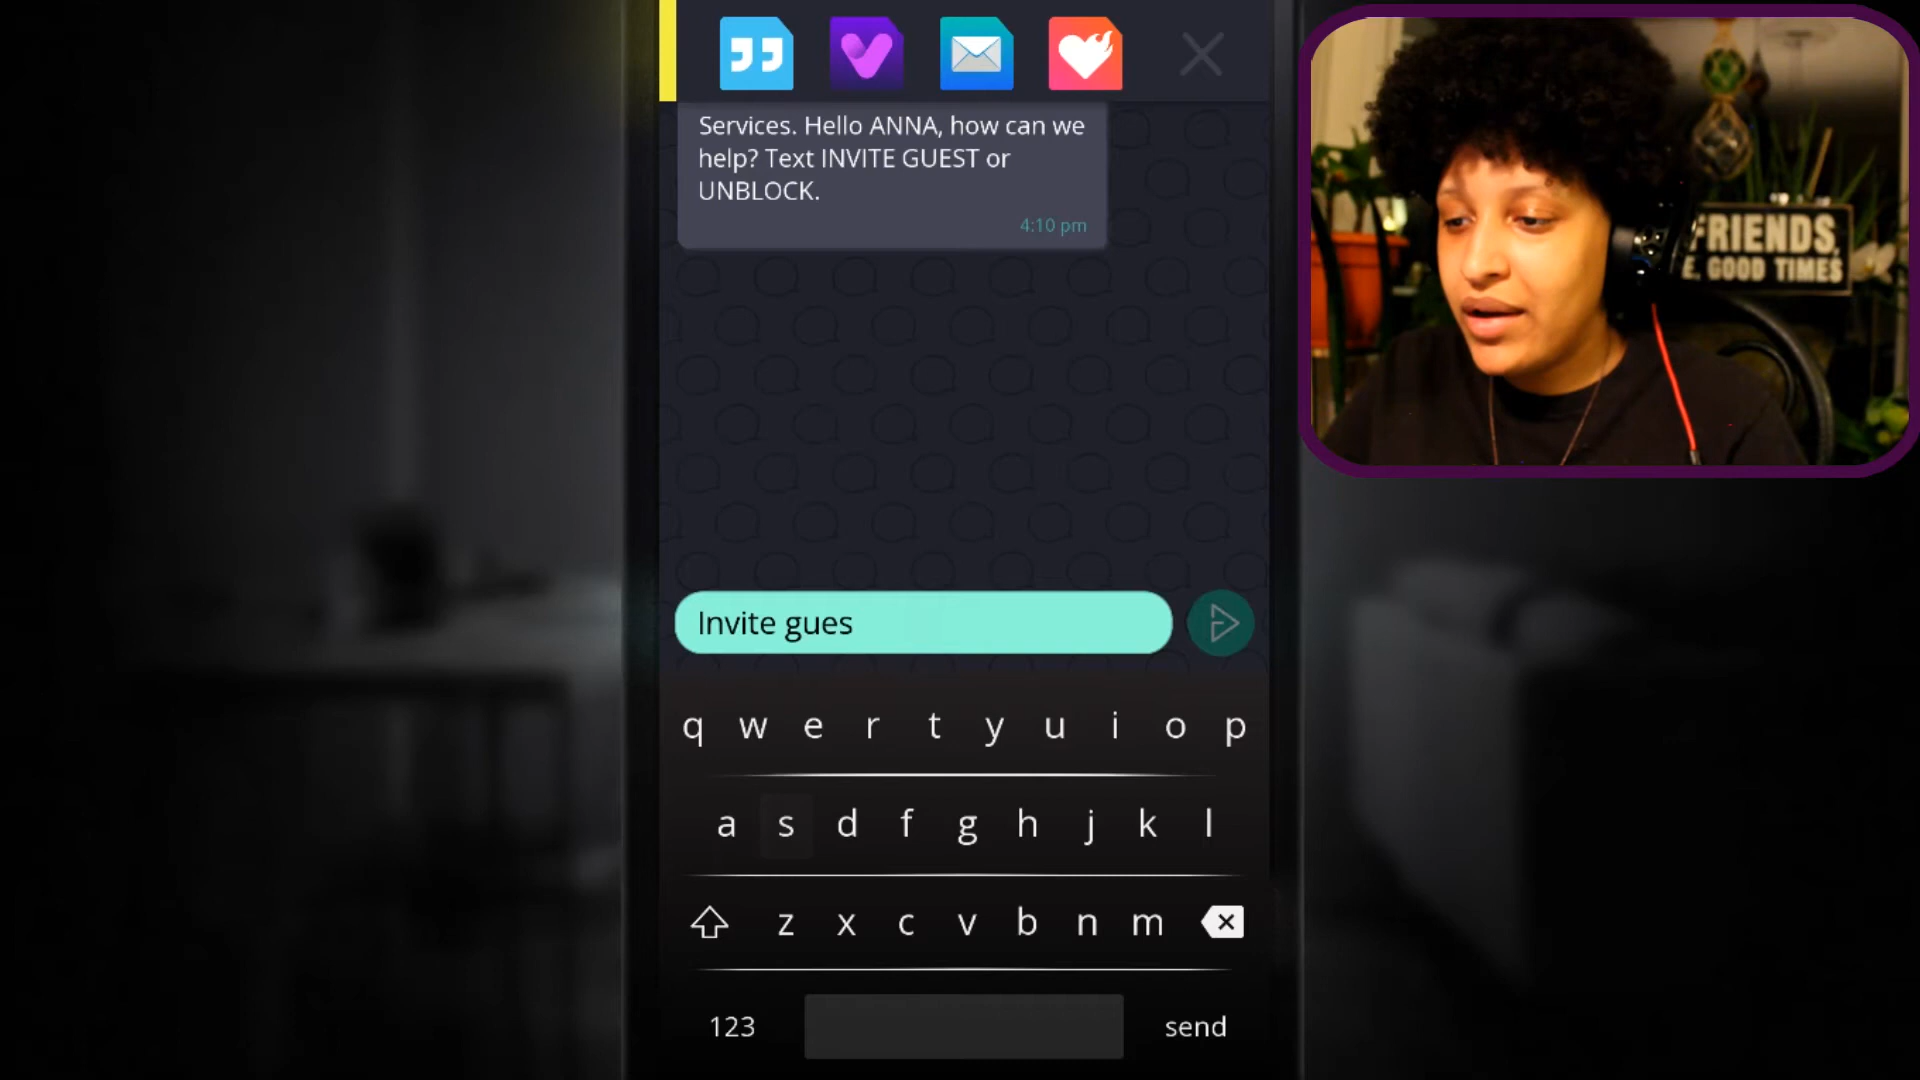 Services. Hello ANNA, how can we
help? Text INVITE GUEST or
UNBLOCK.
4:10 pm
FRIENDS,
E, GOOD TIMES
Invite gues
q w e r t y u i o p
a s d f g h j k l
z x c v b n m
123 send